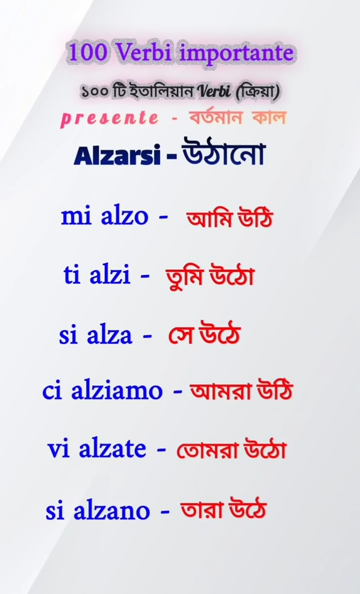 100 Verbi importante
১০০ টি ইতালিয়ান Verbi (ক্রিয়া)
presente - বর্তমান কাল
Alzarsi - উঠানো
mi alzo - আমি উঠি
ti alzi - তুমি উঠো
si alza - সে উঠে
ci alziamo - আমরা উঠি
vi alzate - তোমরা উঠো
si alzano - তারা উঠে